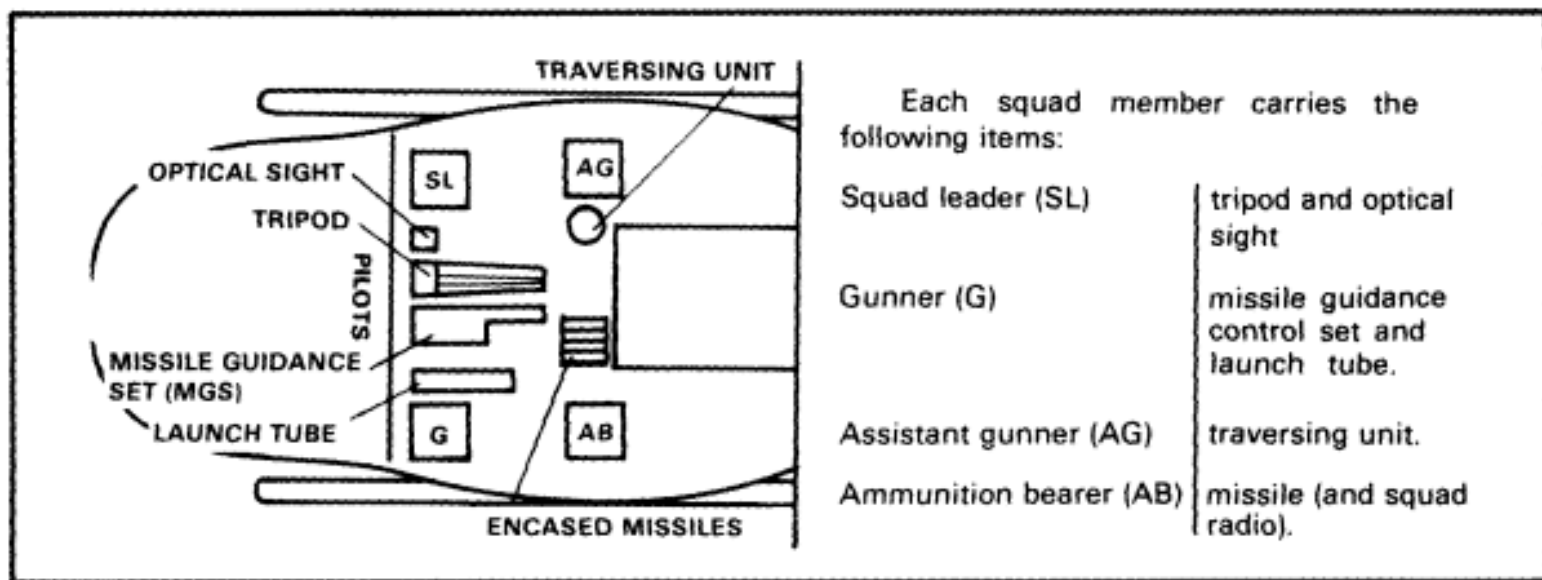 TRAVERSING UNIT
OPTICAL SIGHT
SL
AG
TRIPOD
PILOTS
MISSILE GUIDANCE
SET (MGS)
LAUNCH TUBE
G
AB
ENCASED MISSILES
Each squad member carries the
following items:
Squad leader (SL)
tripod and optical
sight
Gunner (G)
missile guidance
control set and
launch tube.
Assistant gunner (AG)
traversing unit.
Ammunition bearer (AB)
missile (and squad
radio).